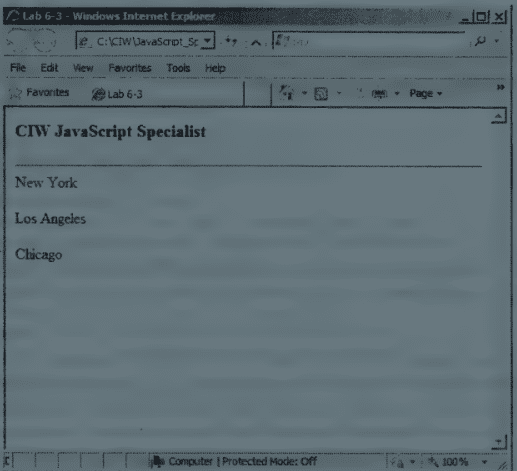 Lab 6-3 - Windows Internet Explorer
C:\CIW\JavaScript_Sc
File Edit View Favorites Tools Help
Favorites Lab 6-3 Page
CIW JavaScript Specialist
New York
Los Angeles
Chicago
Computer | Protected Mode: Off 100%